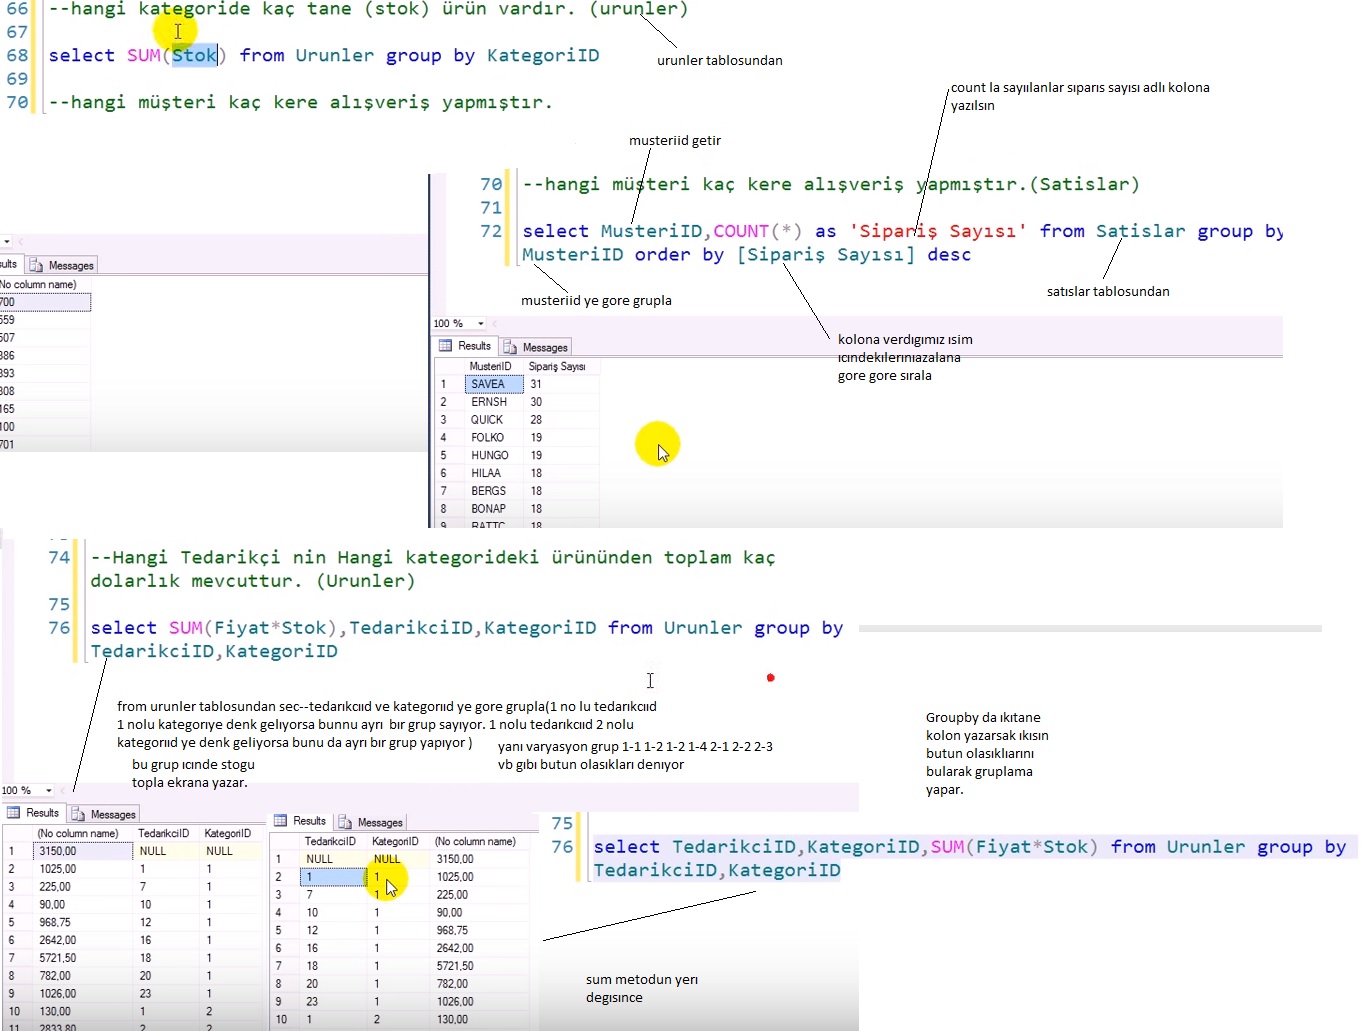 66 --hangi kategoride kaç tane (stok) ürün vardır. (urunler)
67
68 select SUM(Stok) from Urunler group by KategoriID
69
70 --hangi müşteri kaç kere alışveriş yapmıştır.
urunler tablosundan
count la sayıılanlar sıparıs sayısı adlı kolona
yazılsın
musteriıd getir
70 --hangi müşteri kaç kere alışveriş yapmıştır.(Satislar)
71
72 select MusteriID,COUNT(*) as 'Sipariş Sayısı' from Satislar group by
MusteriID order by [Sipariş Sayısı] desc
musteriıd ye gore grupla
satıslar tablosundan
kolona verdıgımız ısim
ıcındekılerınıazalana
gore gore sırala
ults Messages
No column name)
700
559
507
386
393
308
165
100
701
100 %
Results Messages
MusteriID Sipariş Sayısı
1 SAVEA 31
2 ERNSH 30
3 QUICK 28
4 FOLKO 19
5 HUNGO 19
6 HILAA 18
7 BERGS 18
8 BONAP 18
9 RATTC 18
74 --Hangi Tedarikçi nin Hangi kategorideki ürününden toplam kaç
dolarlık mevcuttur. (Urunler)
75
76 select SUM(Fiyat*Stok),TedarikciID,KategoriID from Urunler group by
TedarikciID,KategoriID
from urunler tablosundan sec--tedarıkcııd ve kategorııd ye gore grupla(1 no lu tedarıkcııd
1 nolu kategorıye denk gelıyorsa bunnu ayrı bır grup sayıyor. 1 nolu tedarıkcııd 2 nolu
kategorııd ye denk gelıyorsa bunu da ayrı bır grup yapıyor )
yanı varyasyon grup 1-1 1-2 1-2 1-4 2-1 2-2 2-3
vb gıbı butun olasıkları denıyor
bu grup ıcınde stogu
topla ekrana yazar.
Groupby da ıkıtane
kolon yazarsak ıkısın
butun olasıklıarını
bularak gruplama
yapar.
100 %
Results Messages
(No column name) TedarikciID KategoriID
1 3150,00 NULL NULL
2 1025,00 1 1
3 225,00 7 1
4 90,00 10 1
5 968,75 12 1
6 2642,00 16 1
7 5721,50 18 1
8 782,00 20 1
9 1026,00 23 1
10 130,00 1 2
11 2833,80 2 2
Results Messages
TedarikciID KategoriID (No column name)
1 NULL NULL 3150,00
2 1 1 1025,00
3 7 1 225,00
4 10 1 90,00
5 12 1 968,75
6 16 1 2642,00
7 18 1 5721,50
8 20 1 782,00
9 23 1 1026,00
10 1 2 130,00
75
76 select TedarikciID,KategoriID,SUM(Fiyat*Stok) from Urunler group by
TedarikciID,KategoriID
sum metodun yerı
degısınce